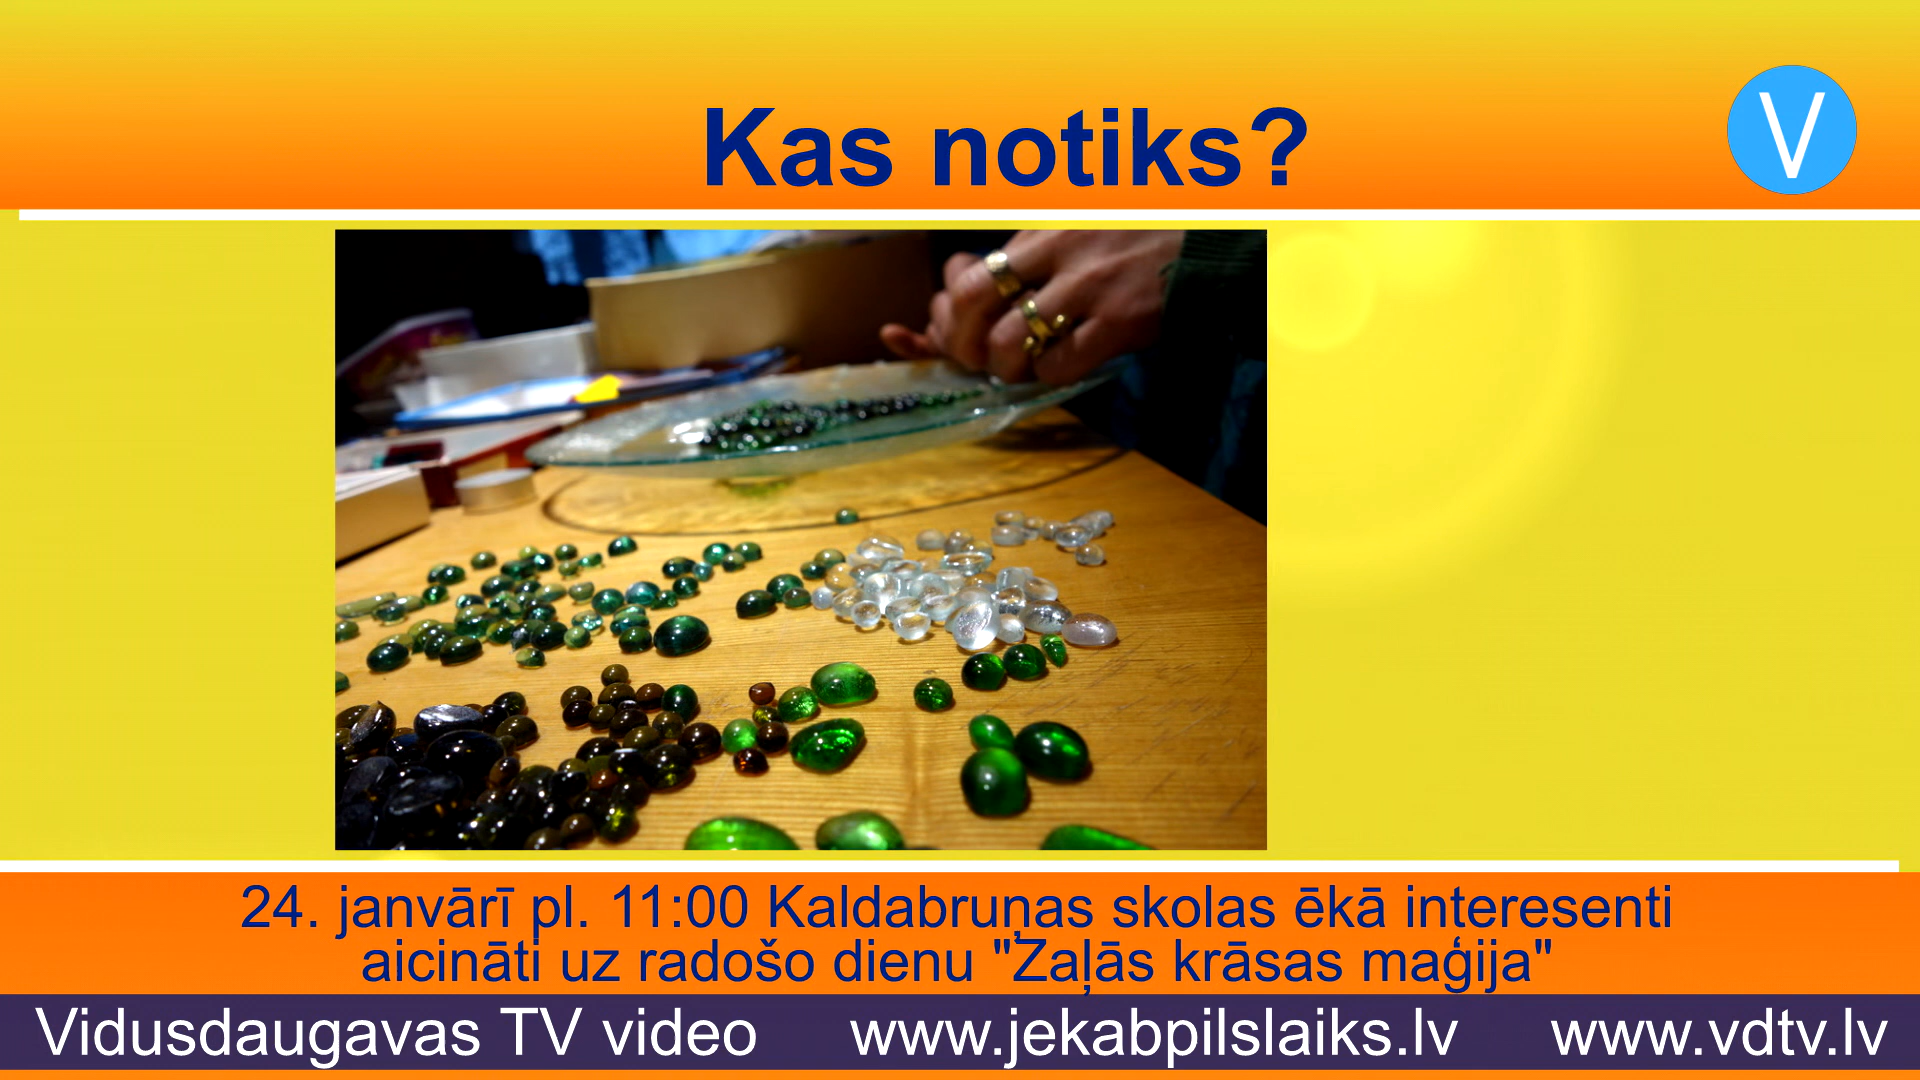 Kas notiks?
V
24. janvārī pl. 11:00 Kaldabruņas skolas ēkā interesenti
aicināti uz radošo dienu "Zaļās krāsas maģija"
Vidusdaugavas TV video www.jekabpilslaiks.lv www.vdtv.lv